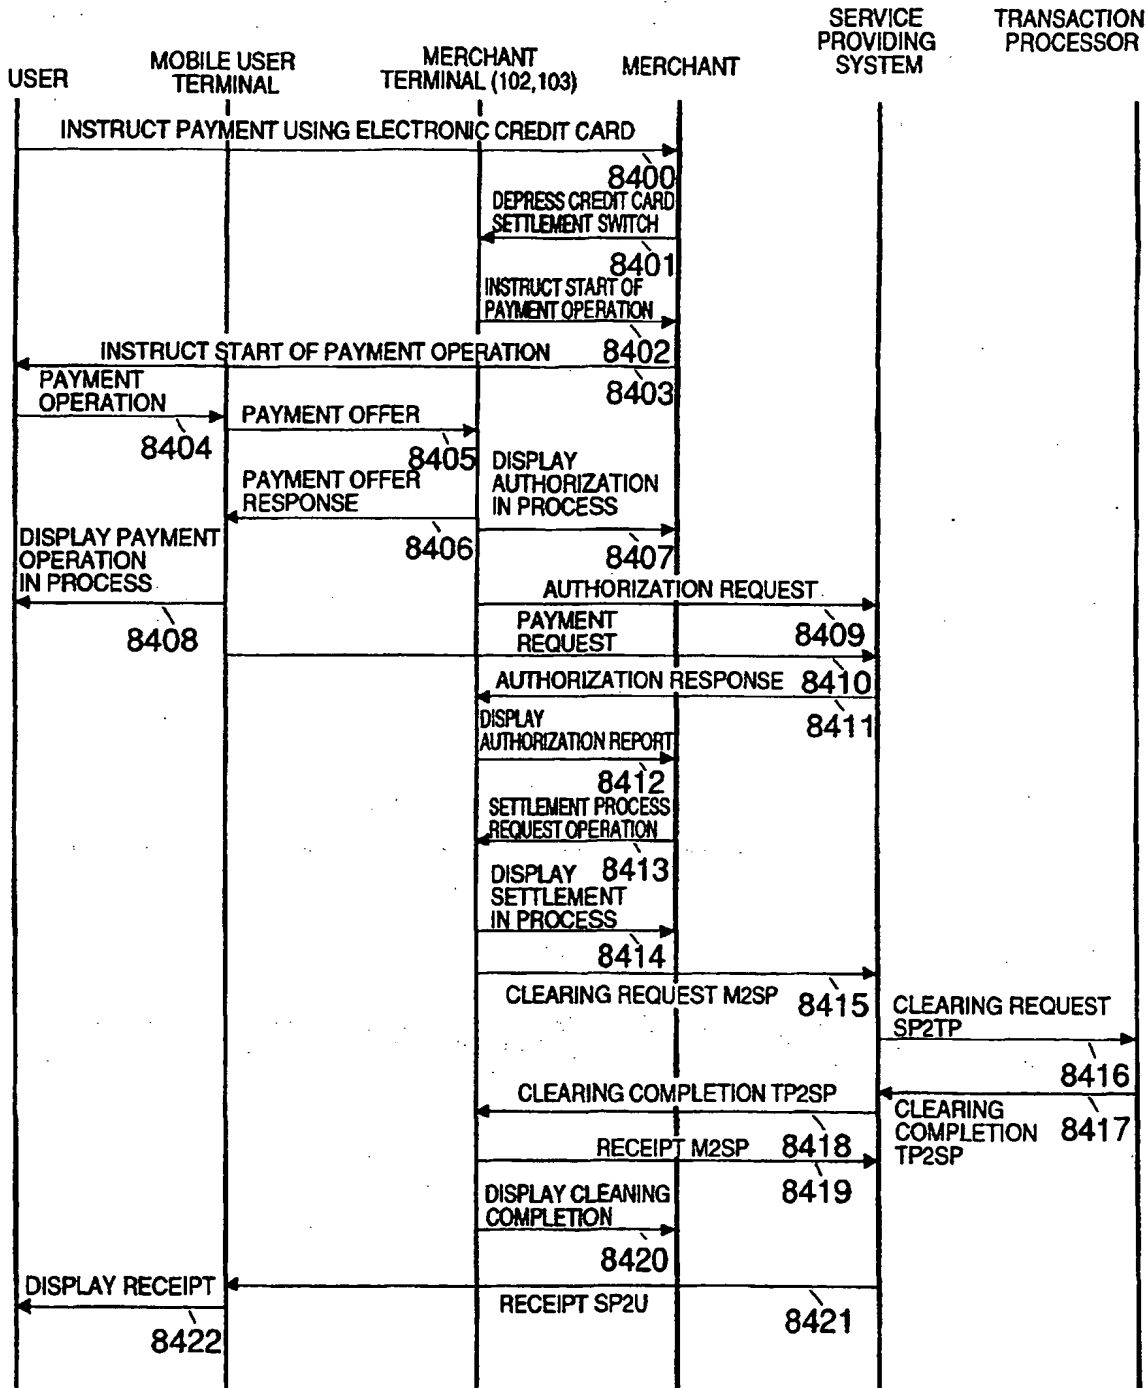 SERVICE
PROVIDING
SYSTEM
TRANSACTION
PROCESSOR
USER
MOBILE USER
TERMINAL
MERCHANT
TERMINAL (102,103)
MERCHANT
INSTRUCT PAYMENT USING ELECTRONIC CREDIT CARD
8400
DEPRESS CREDIT CARD
SETTLEMENT SWITCH
8401
INSTRUCT START OF
PAYMENT OPERATION
8402
INSTRUCT START OF PAYMENT OPERATION
8403
PAYMENT
OPERATION
8404
PAYMENT OFFER
8405
PAYMENT OFFER
RESPONSE
8406
DISPLAY
AUTHORIZATION
IN PROCESS
8407
DISPLAY PAYMENT
OPERATION
IN PROCESS
8408
AUTHORIZATION REQUEST
8409
PAYMENT
REQUEST
8410
AUTHORIZATION RESPONSE
8411
DISPLAY
AUTHORIZATION REPORT
8412
SETTLEMENT PROCESS
REQUEST OPERATION
8413
DISPLAY
SETTLEMENT
IN PROCESS
8414
CLEARING REQUEST M2SP
8415
CLEARING REQUEST
SP2TP
8416
CLEARING
COMPLETION
TP2SP
8417
CLEARING COMPLETION TP2SP
8418
RECEIPT M2SP
8419
DISPLAY CLEANING
COMPLETION
8420
RECEIPT SP2U
8421
DISPLAY RECEIPT
8422